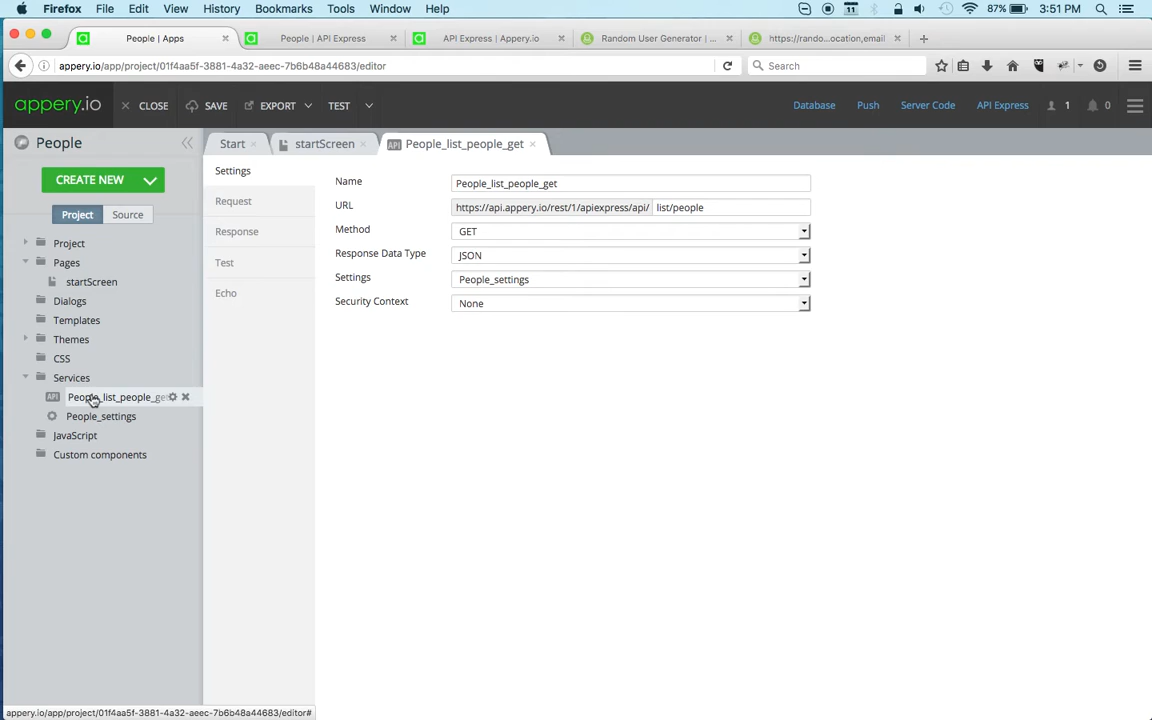 Firefox File Edit View History Bookmarks Tools Window Help 11 87% 3:51 PM
People | Apps People | API Express API Express | Appery.io Random User Generator | ... https://rando...ocation,email
appery.io/app/project/01f4aa5f-3881-4a32-aeec-7b6b48a44683/editor Search
appery.io CLOSE SAVE EXPORT TEST Database Push Server Code API Express 1 0
People Start startScreen API People_list_people_get
CREATE NEW
Project Source
Project
Pages
startScreen
Dialogs
Templates
Themes
CSS
Services
API People_list_people_ge
People_settings
JavaScript
Custom components
Settings
Request
Response
Test
Echo
Name People_list_people_get
URL https://api.appery.io/rest/1/apiexpress/api/ list/people
Method GET
Response Data Type JSON
Settings People_settings
Security Context None
appery.io/app/project/01f4aa5f-3881-4a32-aeec-7b6b48a44683/editor#